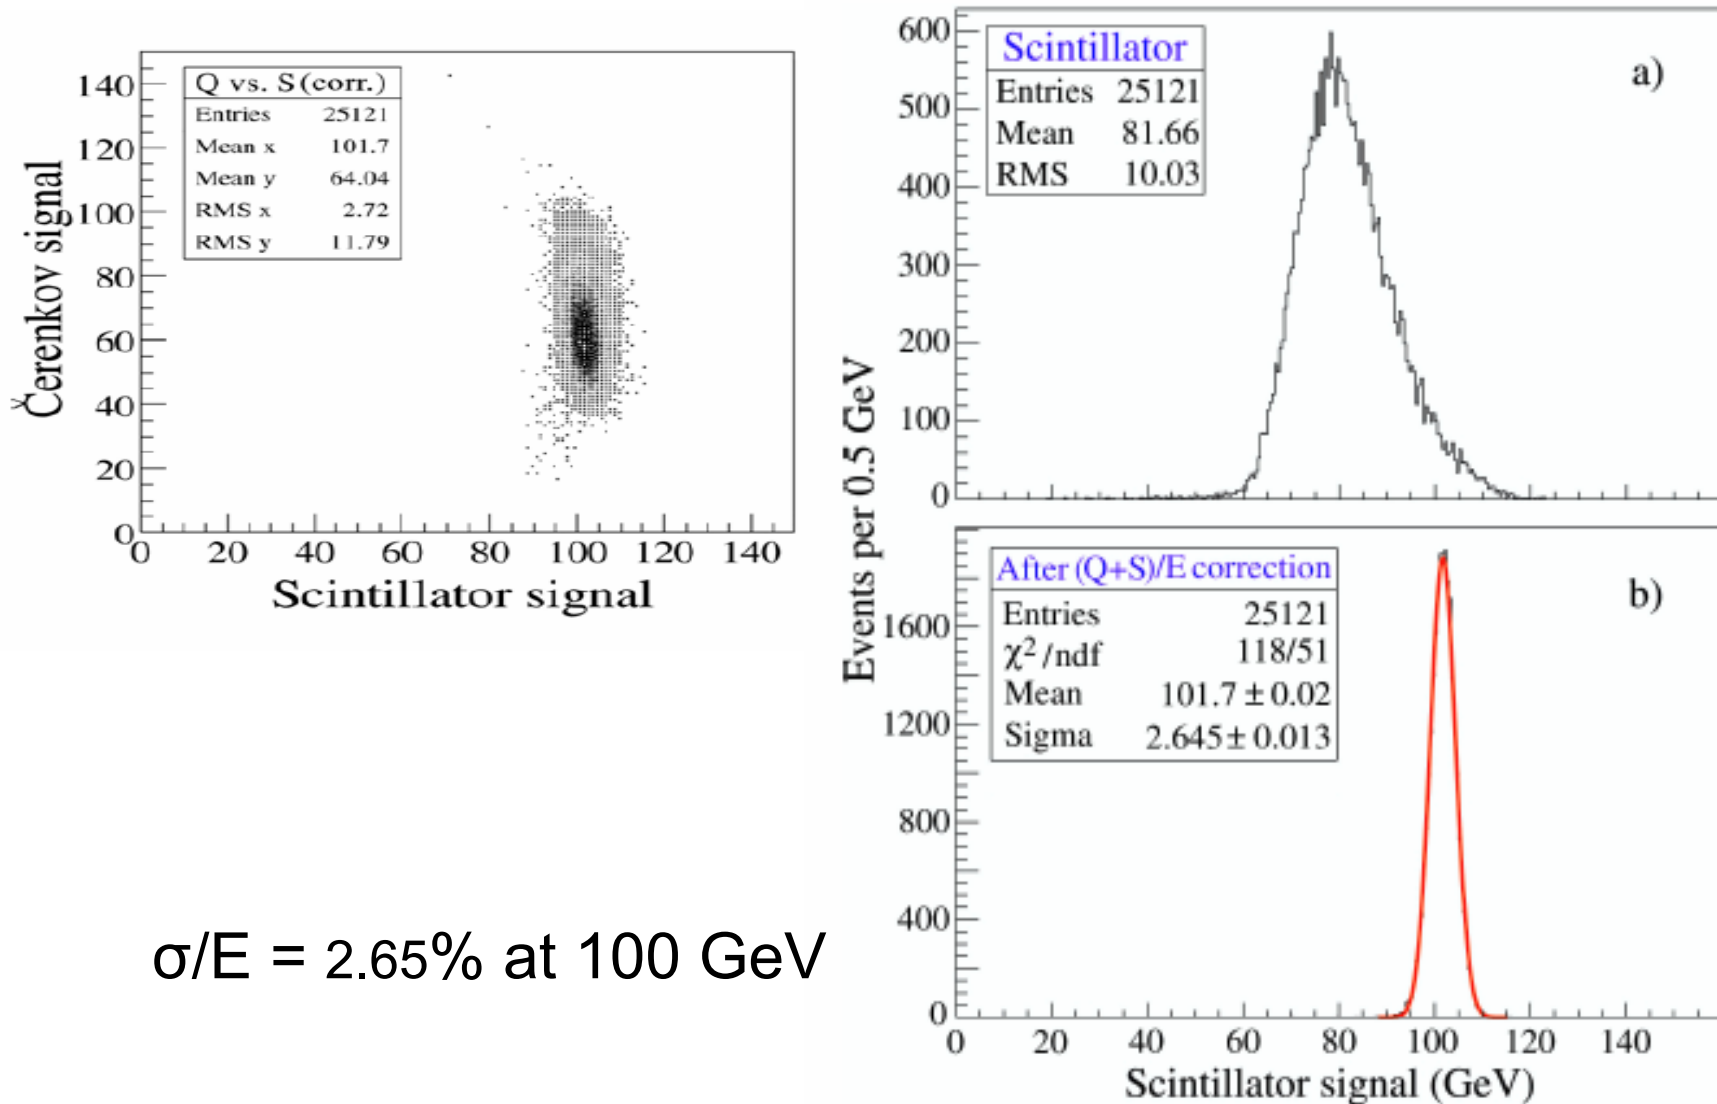 Q vs. S (corr.)
Entries 25121
Mean x 101.7
Mean y 64.04
RMS x 2.72
RMS y 11.79
140
120
100
80
60
40
20
0
Čerenkov signal
0 20 40 60 80 100 120 140
Scintillator signal
σ/E = 2.65% at 100 GeV
Events per 0.5 GeV
Scintillator
Entries 25121
Mean 81.66
RMS 10.03
a)
600
500
400
300
200
100
0
After (Q+S)/E correction
Entries 25121
χ²/ndf 118/51
Mean 101.7 ± 0.02
Sigma 2.645± 0.013
b)
1600
1200
800
400
0
0 20 40 60 80 100 120 140
Scintillator signal (GeV)